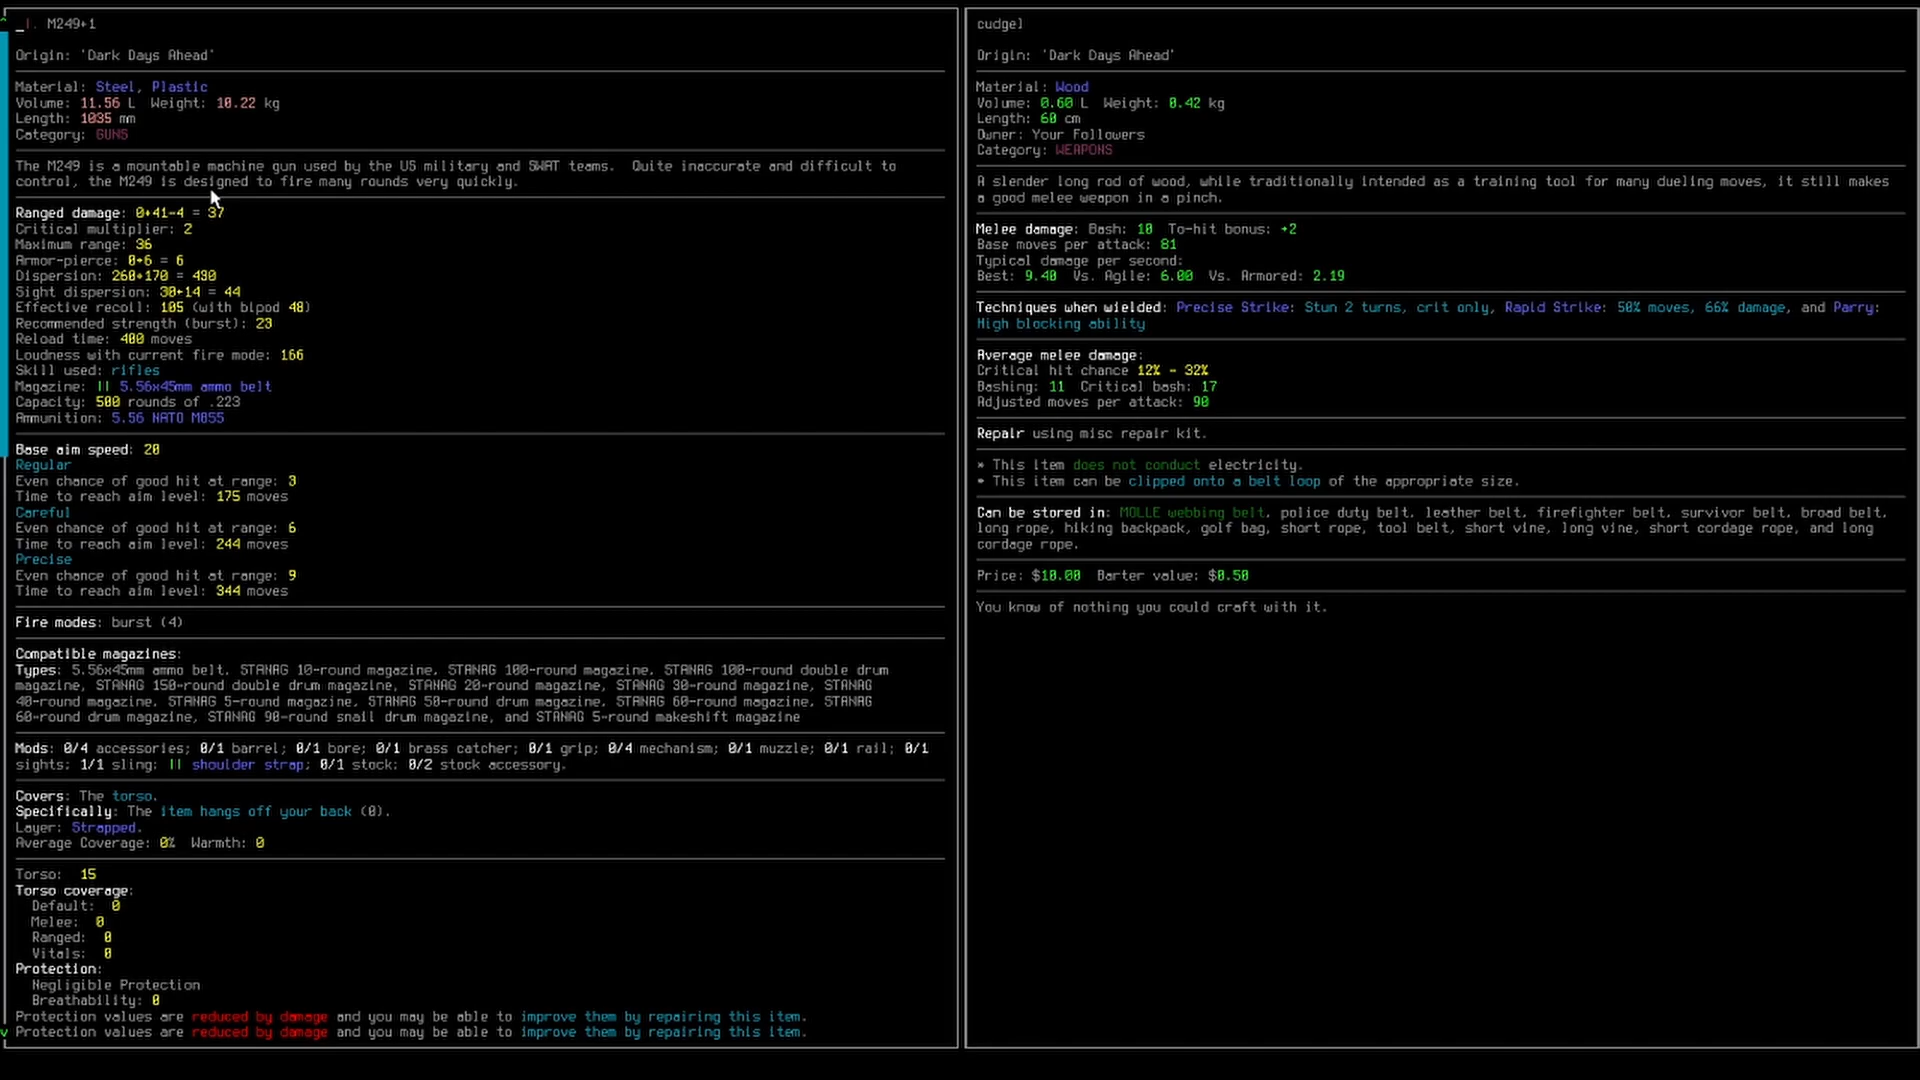 _|. M249+1
Origin: 'Dark Days Ahead'
Material: Steel, Plastic
Volume: 11.56 L  Weight: 10.22 kg
Length: 1035 mm
Category: GUNS
The M249 is a mountable machine gun used by the US military and SWAT teams.  Quite inaccurate and difficult to
control, the M249 is designed to fire many rounds very quickly.
Ranged damage: 0+41-4 = 37
Critical multiplier: 2
Maximum range: 36
Armor-pierce: 0+6 = 6
Dispersion: 260+170 = 430
Sight dispersion: 30+14 = 44
Effective recoil: 105 (with bipod 48)
Recommended strength (burst): 23
Reload time: 400 moves
Loudness with current fire mode: 166
Skill used: rifles
Magazine: || 5.56x45mm ammo belt
Capacity: 500 rounds of .223
Ammunition: 5.56 NATO M855
Base aim speed: 20
Regular
Even chance of good hit at range: 3
Time to reach aim level: 175 moves
Careful
Even chance of good hit at range: 6
Time to reach aim level: 244 moves
Precise
Even chance of good hit at range: 9
Time to reach aim level: 344 moves
Fire modes: burst (4)
Compatible magazines:
Types: 5.56x45mm ammo belt, STANAG 10-round magazine, STANAG 100-round magazine, STANAG 100-round double drum
magazine, STANAG 150-round double drum magazine, STANAG 20-round magazine, STANAG 30-round magazine, STANAG
40-round magazine, STANAG 5-round magazine, STANAG 50-round drum magazine, STANAG 60-round magazine, STANAG
60-round drum magazine, STANAG 90-round snail drum magazine, and STANAG 5-round makeshift magazine
Mods: 0/4 accessories; 0/1 barrel; 0/1 bore; 0/1 brass catcher; 0/1 grip; 0/4 mechanism; 0/1 muzzle; 0/1 rail; 0/1
sights; 1/1 sling: || shoulder strap; 0/1 stock; 0/2 stock accessory.
Covers: The torso.
Specifically: The item hangs off your back (0).
Layer: Strapped.
Average Coverage: 0%  Warmth: 0
Torso:  15
Torso coverage:
Default:  0
Melee:  0
Ranged:  0
Vitals:  0
Protection:
Negligible Protection
Breathability: 0
Protection values are reduced by damage and you may be able to improve them by repairing this item.
Protection values are reduced by damage and you may be able to improve them by repairing this item.
cudgel
Origin: 'Dark Days Ahead'
Material: Wood
Volume: 0.60 L  Weight: 0.42 kg
Length: 60 cm
Owner: Your Followers
Category: WEAPONS
A slender long rod of wood, while traditionally intended as a training tool for many dueling moves, it still makes
a good melee weapon in a pinch.
Melee damage: Bash: 10  To-hit bonus: +2
Base moves per attack: 81
Typical damage per second:
Best: 9.40  Vs. Agile: 6.00  Vs. Armored: 2.19
Techniques when wielded: Precise Strike: Stun 2 turns, crit only, Rapid Strike: 50% moves, 66% damage, and Parry:
High blocking ability
Average melee damage:
Critical hit chance 12% - 32%
Bashing: 11  Critical bash: 17
Adjusted moves per attack: 90
Repair using misc repair kit.
* This item does not conduct electricity.
* This item can be clipped onto a belt loop of the appropriate size.
Can be stored in: MOLLE webbing belt, police duty belt, leather belt, firefighter belt, survivor belt, broad belt,
long rope, hiking backpack, golf bag, short rope, tool belt, short vine, long vine, short cordage rope, and long
cordage rope.
Price: $10.00  Barter value: $0.50
You know of nothing you could craft with it.